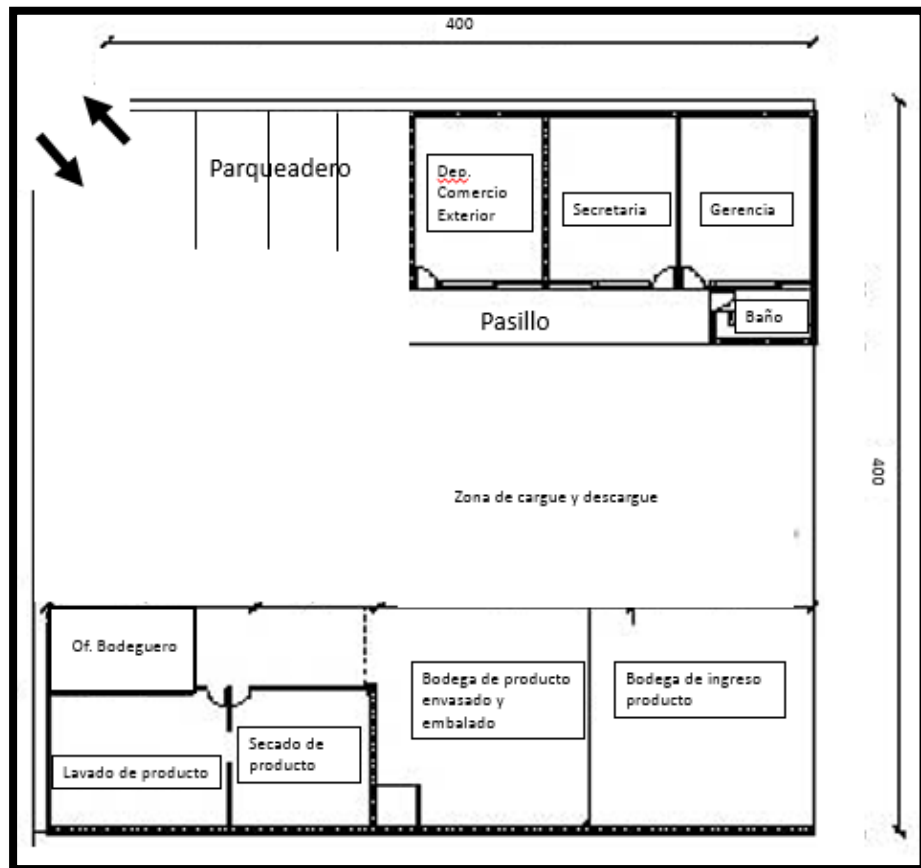 400
Parqueadero
Dep.
Comercio
Exterior
Secretaria
Gerencia
Pasillo
Baño
400
Zona de cargue y descargue
Of. Bodeguero
Bodega de producto
envasado y
embalado
Bodega de ingreso
producto
Lavado de producto
Secado de
producto